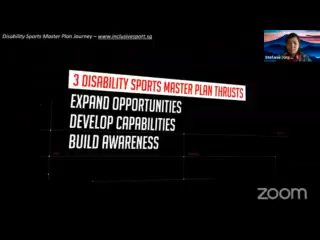 Disability Sports Master Plan Journey – www.inclusivesport.sg
3 DISABILITY SPORTS MASTER PLAN THRUSTS
EXPAND OPPORTUNITIES
DEVELOP CAPABILITIES
BUILD AWARENESS
zoom